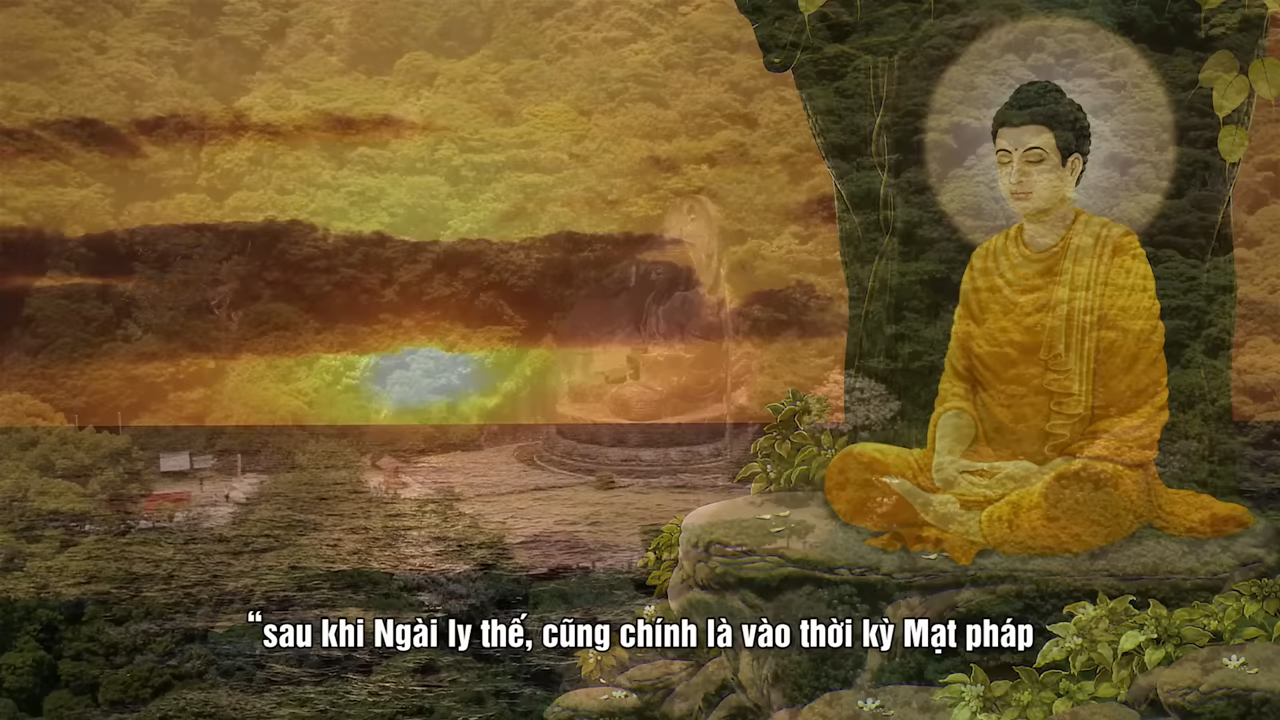 “sau khi Ngài ly thế, cũng chính là vào thời kỳ Mạt pháp